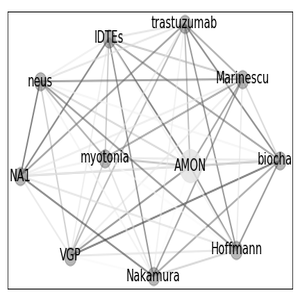 trastuzumab
IDTEs
Marinescu
neus
myotonia
AMON
biocha
NA1
Hoffmann
VGP
Nakamura